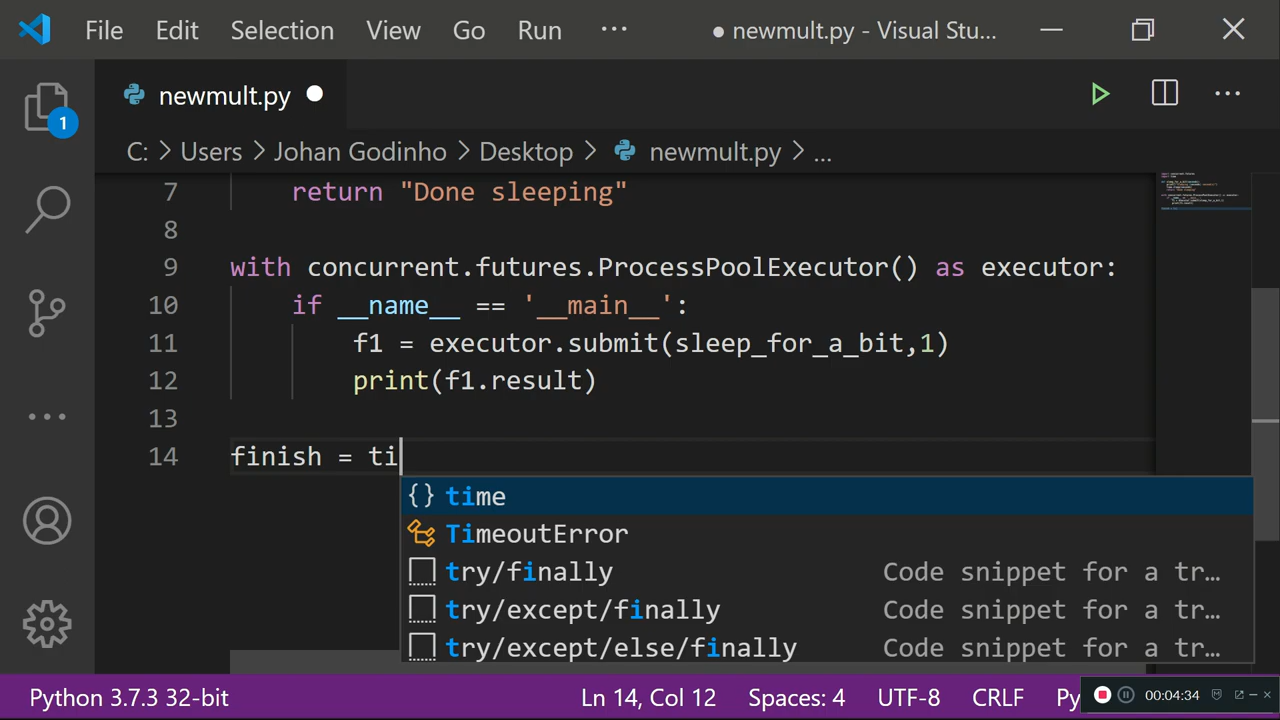 File Edit Selection View Go Run ··· ● newmult.py - Visual Stu...
newmult.py
1
C: > Users > Johan Godinho > Desktop > newmult.py > ...
7 return "Done sleeping"
8
9 with concurrent.futures.ProcessPoolExecutor() as executor:
10 if __name__ == '__main__':
11 f1 = executor.submit(sleep_for_a_bit,1)
12 print(f1.result)
13
14 finish = ti
{} time
TimeoutError
try/finally Code snippet for a tr...
try/except/finally Code snippet for a tr...
try/except/else/finally Code snippet for a tr...
Python 3.7.3 32-bit Ln 14, Col 12 Spaces: 4 UTF-8 CRLF Py 00:04:34